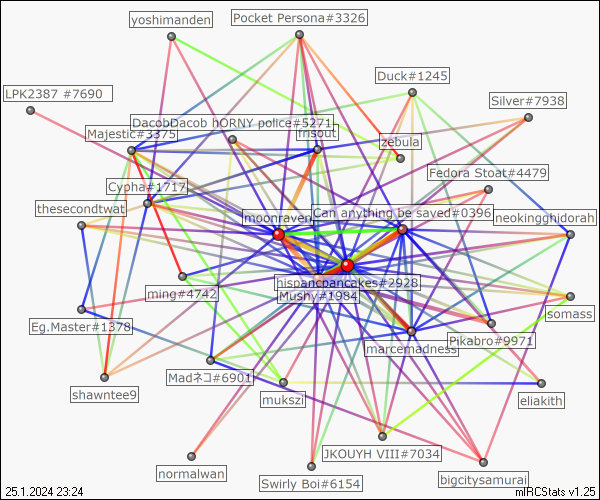 yoshimanden
Pocket Persona#3326
Duck#1245
LPK2387 #7690
Silver#7938
DacobDacob hORNY police#5271
Majestic#3375
frisout
zebula
Fedora Stoat#4479
Cypha#1717
thesecondtwat
moonraven
Can anything be saved#0396
neokingghidorah
hispancpancakes#2928
ming#4742
Mushy#1984
somass
Eg.Master#1378
Pikabro#9971
marcemadness
Madネコ#6901
shawntee9
mukszi
eliakith
JKOUYH VIII#7034
normalwan
Swirly Boi#6154
bigcitysamurai
25.1.2024 23:24
mIRCStats v1.25